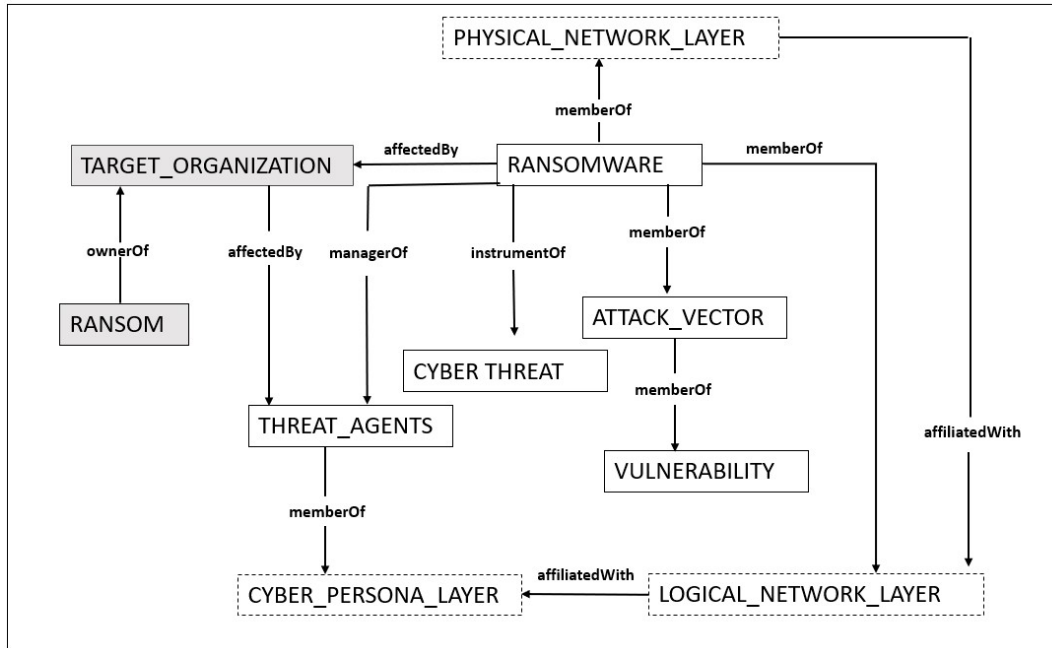 PHYSICAL_NETWORK_LAYER
memberOf
affectedBy
memberOf
TARGET_ORGANIZATION
RANSOMWARE
memberOf
ownerOf
affectedBy
managerOf
instrumentOf
RANSOM
ATTACK_VECTOR
CYBER THREAT
memberOf
THREAT_AGENTS
affiliatedWith
VULNERABILITY
memberOf
affiliatedWith
CYBER_PERSONA_LAYER
LOGICAL_NETWORK_LAYER